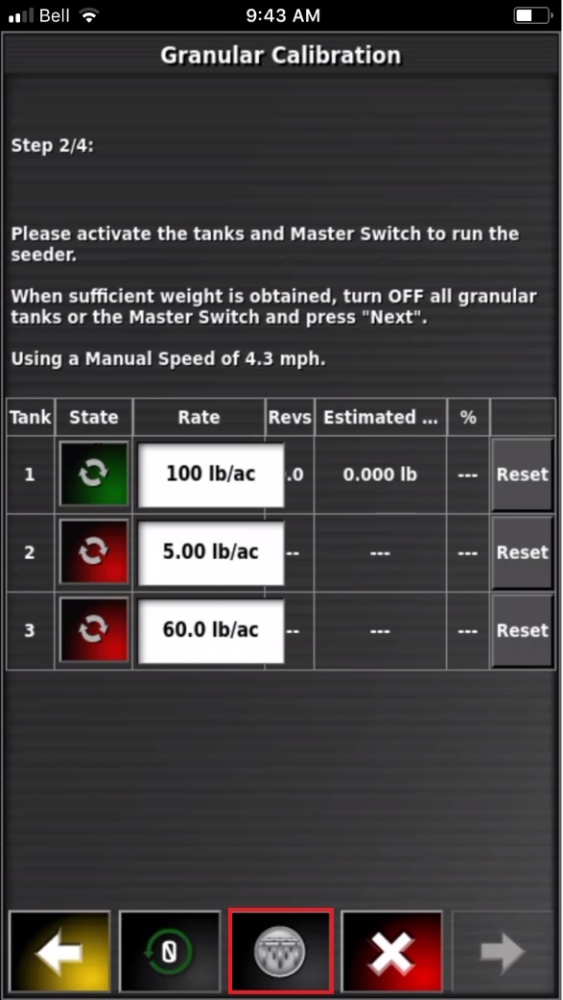 Bell 9:43 AM
Granular Calibration
Step 2/4:
Please activate the tanks and Master Switch to run the
seeder.
When sufficient weight is obtained, turn OFF all granular
tanks or the Master Switch and press "Next".
Using a Manual Speed of 4.3 mph.
Tank State Rate Revs Estimated ... %
1 100 lb/ac .0 0.000 lb --- Reset
2 5.00 lb/ac -- --- --- Reset
3 60.0 lb/ac -- --- --- Reset
0